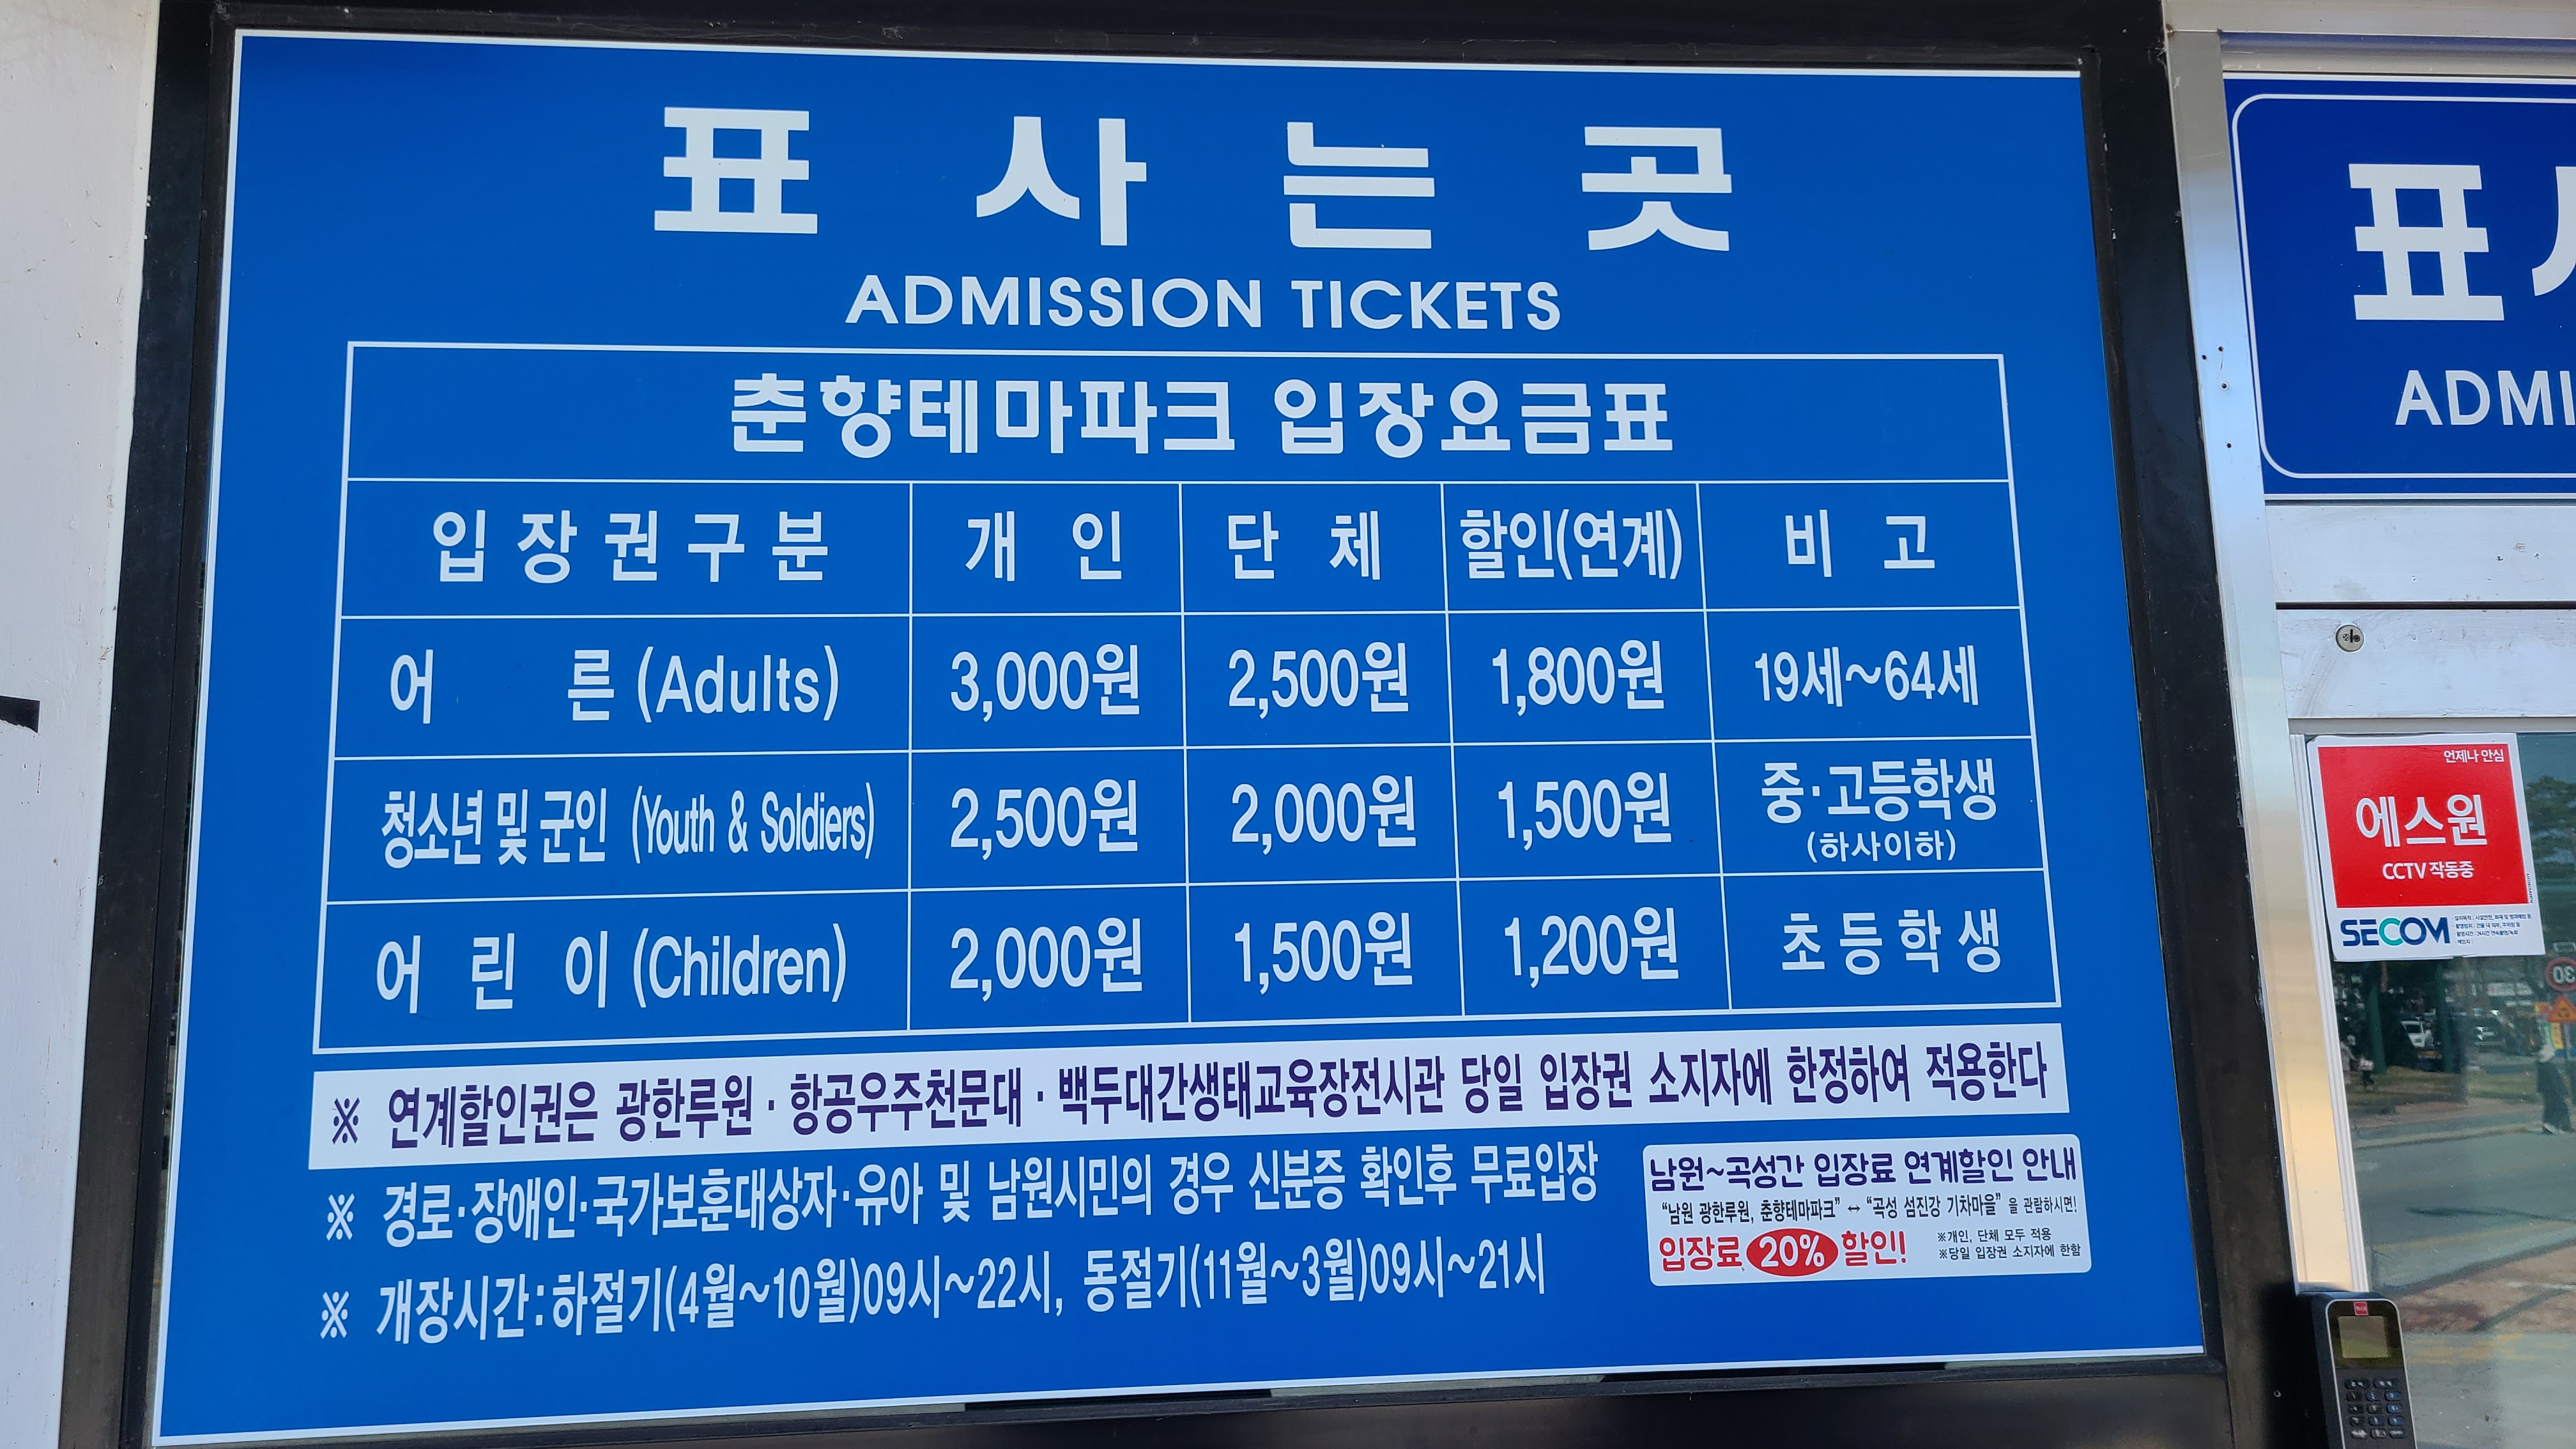 표 사 는 곳
ADMISSION TICKETS
춘향테마파크 입장요금표
입장권구분 개 인 단 체 할인(연계) 비 고
어 른 (Adults) 3,000원 2,500원 1,800원 19세~64세
청소년 및 군인 (Youth & Soldiers) 2,500원 2,000원 1,500원 중·고등학생
(하사이하)
어 린 이 (Children) 2,000원 1,500원 1,200원 초등학생
※ 연계할인권은 광한루원 · 항공우주천문대 · 백두대간생태교육장전시관 당일 입장권 소지자에 한정하여 적용한다
※ 경로·장애인·국가보훈대상자·유아 및 남원시민의 경우 신분증 확인후 무료입장
※ 개장시간:하절기(4월~10월)09시~22시, 동절기(11월~3월)09시~21시
남원~곡성간 입장료 연계할인 안내
"남원 광한루원, 춘향테마파크" ↔ "곡성 섬진강 기차마을" 을 관람하시면!
입장료 20% 할인!
※개인, 단체 모두 적용
※당일 입장권 소지자에 한함
표
ADMI
언제나 안심
에스원
CCTV 작동중
SECOM
30